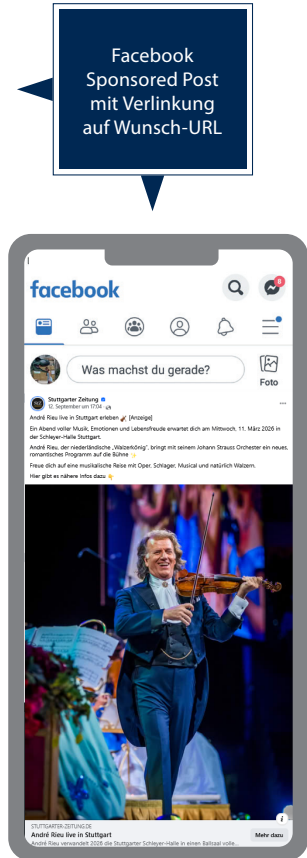 Facebook
Sponsored Post
mit Verlinkung
auf Wunsch-URL
facebook
8
Was machst du gerade?
Foto
Stuttgarter Zeitung
12. September um 17:04
André Rieu live in Stuttgart erleben 🎻 [Anzeige]
Ein Abend voller Musik, Emotionen und Lebensfreude erwartet dich am Mittwoch, 11. März 2026 in
der Schleyer-Halle Stuttgart.
André Rieu, der niederländische „Walzerkönig", bringt mit seinem Johann Strauss Orchester ein neues,
romantisches Programm auf die Bühne ✨
Freue dich auf eine musikalische Reise mit Oper, Schlager, Musical und natürlich Walzern.
Hier gibt es nähere Infos dazu 👇
i
STUTTGARTER-ZEITUNG.DE
André Rieu live in Stuttgart
Mehr dazu
André Rieu verwandelt 2026 die Stuttgarter Schleyer-Halle in einen Ballsaal volle...